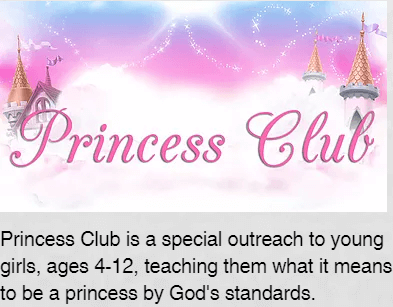 Princess Club
Princess Club is a special outreach to young
girls, ages 4-12, teaching them what it means
to be a princess by God's standards.